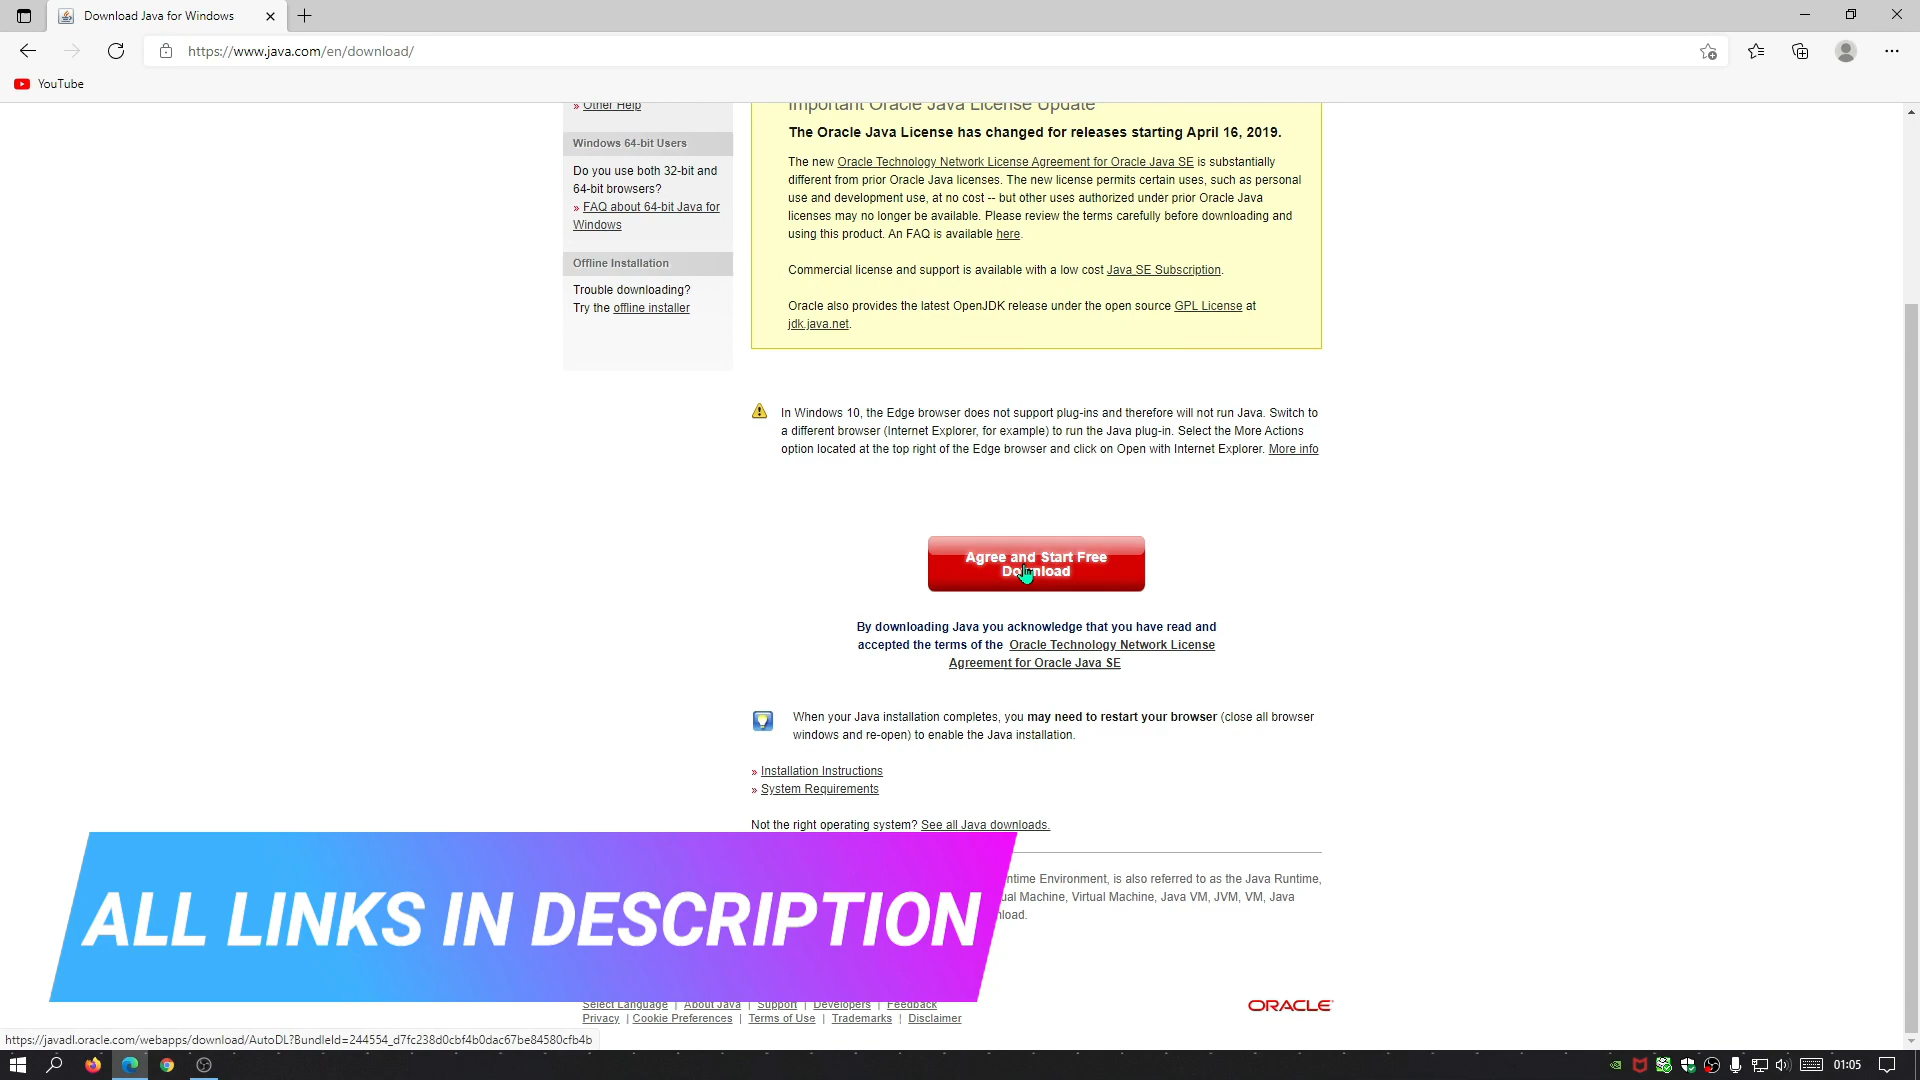 Download Java for Windows
https://www.java.com/en/download/
YouTube
» Other Help
Windows 64-bit Users
Do you use both 32-bit and
64-bit browsers?
» FAQ about 64-bit Java for
Windows
Offline Installation
Trouble downloading?
Try the offline installer
Important Oracle Java License Update
The Oracle Java License has changed for releases starting April 16, 2019.
The new Oracle Technology Network License Agreement for Oracle Java SE is substantially
different from prior Oracle Java licenses. The new license permits certain uses, such as personal
use and development use, at no cost -- but other uses authorized under prior Oracle Java
licenses may no longer be available. Please review the terms carefully before downloading and
using this product. An FAQ is available here.
Commercial license and support is available with a low cost Java SE Subscription.
Oracle also provides the latest OpenJDK release under the open source GPL License at
jdk.java.net.
In Windows 10, the Edge browser does not support plug-ins and therefore will not run Java. Switch to
a different browser (Internet Explorer, for example) to run the Java plug-in. Select the More Actions
option located at the top right of the Edge browser and click on Open with Internet Explorer. More info
Agree and Start Free
Download
By downloading Java you acknowledge that you have read and
accepted the terms of the Oracle Technology Network License
Agreement for Oracle Java SE
When your Java installation completes, you may need to restart your browser (close all browser
windows and re-open) to enable the Java installation.
» Installation Instructions
» System Requirements
Not the right operating system? See all Java downloads.
ntime Environment, is also referred to as the Java Runtime,
ual Machine, Virtual Machine, Java VM, JVM, VM, Java
nload.
ALL LINKS IN DESCRIPTION
Select Language | About Java | Support | Developers | Feedback
Privacy | Cookie Preferences | Terms of Use | Trademarks | Disclaimer
ORACLE
https://javadl.oracle.com/webapps/download/AutoDL?BundleId=244554_d7fc238d0cbf4b0dac67be84580cfb4b
01:05